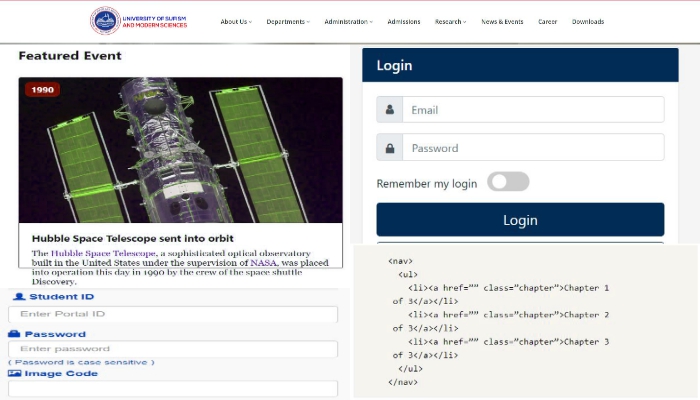 UNIVERSITY OF SUFISM
AND MODERN SCIENCES
About Us
Departments
Administration
Admissions
Research
News & Events
Career
Downloads
Featured Event
1990
Hubble Space Telescope sent into orbit
The Hubble Space Telescope, a sophisticated optical observatory
built in the United States under the supervision of NASA, was placed
into operation this day in 1990 by the crew of the space shuttle
Discovery.
Login
Email
Password
Remember my login
Login
Student ID
Enter Portal ID
Password
Enter password
( Password is case sensitive )
Image Code
<nav>
<ul>
<li><a href="" class="chapter">Chapter 1
of 3</a></li>
<li><a href="" class="chapter">Chapter 2
of 3</a></li>
<li><a href="" class="chapter">Chapter 3
of 3</a></li>
</ul>
</nav>